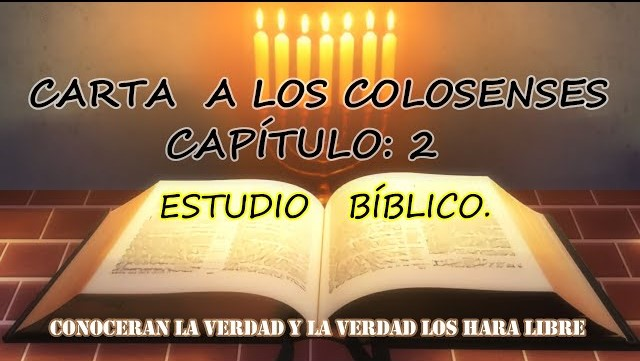 CARTA A LOS COLOSENSES
CAPÍTULO: 2
ESTUDIO BÍBLICO.
CONOCERAN LA VERDAD Y LA VERDAD LOS HARA LIBRE